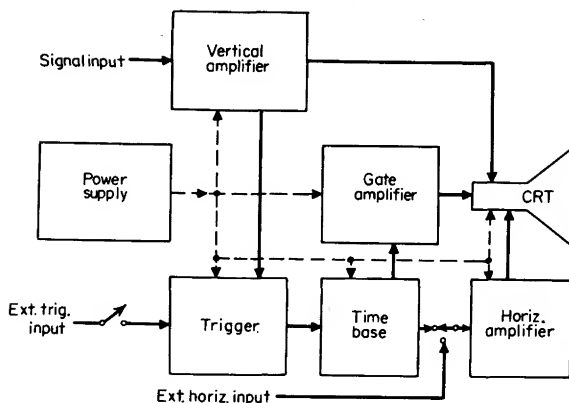 Vertical
amplifier
Signal input
Power
supply
Gate
amplifier
CRT
Ext. trig.
input
Trigger
Time
base
Horiz.
amplifier
Ext. horiz. input